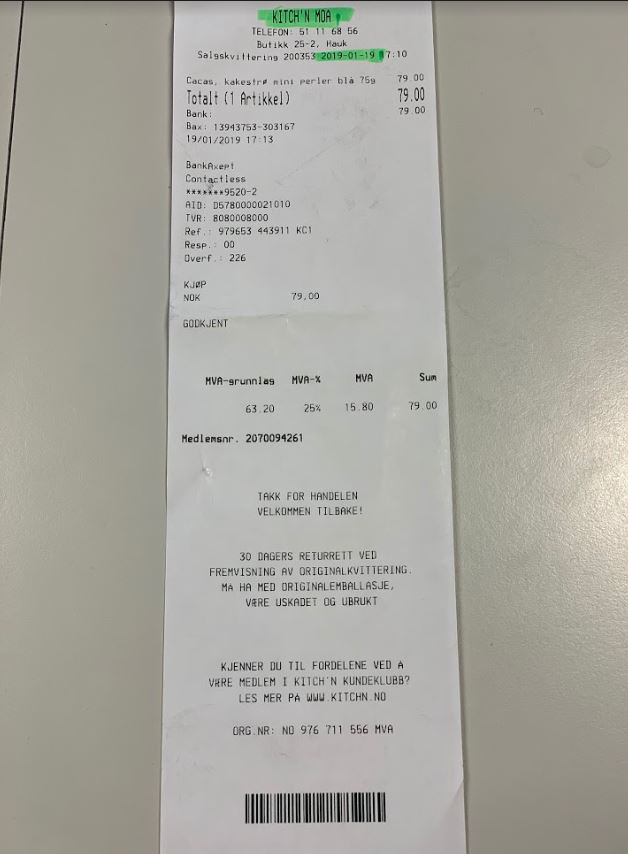 KITCH'N MOA
TELEFON: 51 11 68 56
Butikk 25-2, Hauk
Salgskvittering 200353 2019-01-19 17:10
Cacas, kakestrø mini perler blå 75g 79.00
Totalt (1 Artikkel) 79.00
Bank: 79.00
Bax: 13943753-303167
19/01/2019 17:13
BankAxept
Contactless
*******9520-2
AID: D5780000021010
TVR: 8080008000
Ref.: 979653 443911 KC1
Resp.: 00
Overf.: 226
KJØP
NOK 79,00
GODKJENT
MVA-grunnlag MVA-% MVA Sum
63.20 25% 15.80 79.00
Medlemsnr. 2070094261
TAKK FOR HANDELEN
VELKOMMEN TILBAKE!
30 DAGERS RETURRETT VED
FREMVISNING AV ORIGINALKVITTERING.
MA HA MED ORIGINALEMBALLASJE,
VÆRE USKADET OG UBRUKT
KJENNER DU TIL FORDELENE VED A
VÆRE MEDLEM I KITCH'N KUNDEKLUBB?
LES MER PA WWW.KITCHN.NO
ORG.NR: NO 976 711 556 MVA